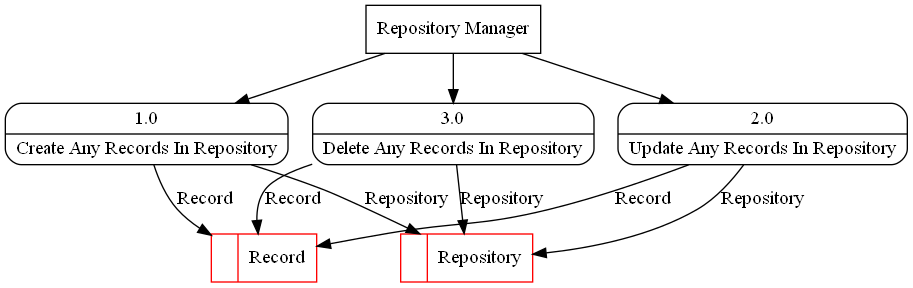 Repository Manager
1.0
Create Any Records In Repository
3.0
Delete Any Records In Repository
2.0
Update Any Records In Repository
Record
Record
Repository
Repository
Record
Repository
Record
Repository